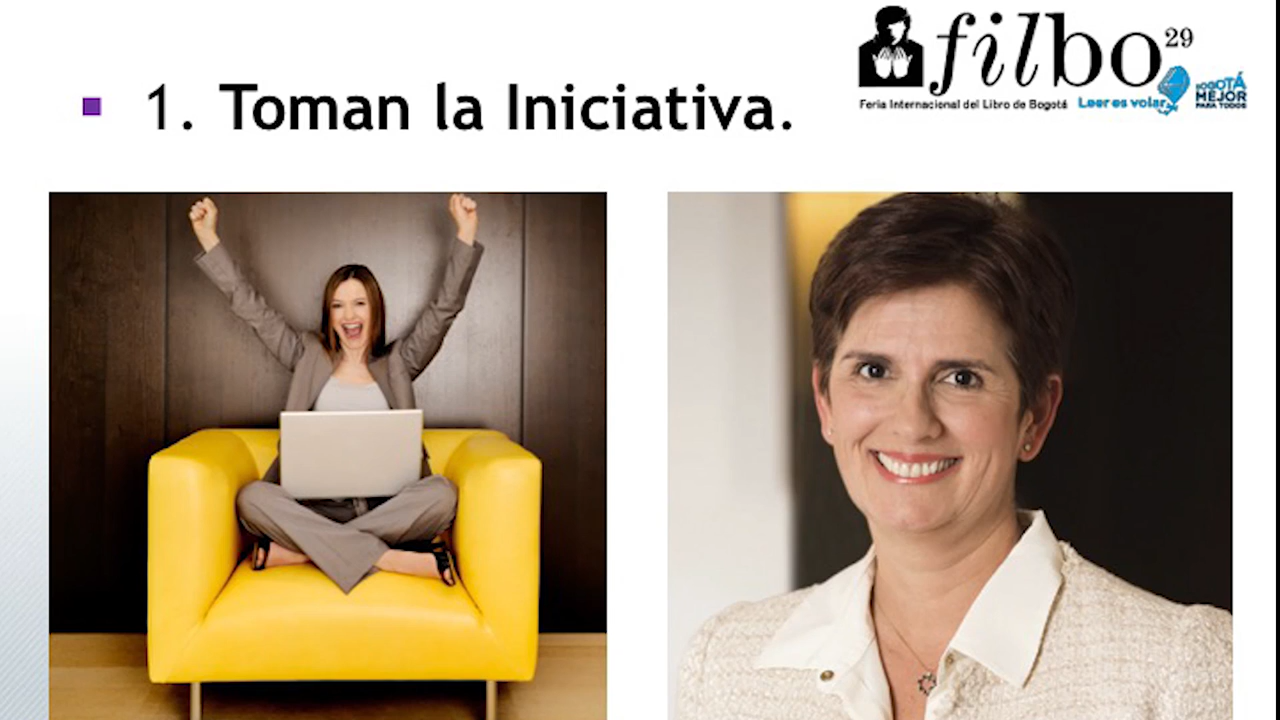 filbo 29
Feria Internacional del Libro de Bogotá Leer es volar
BOGOTÁ
MEJOR
PARA TODOS
1. Toman la Iniciativa.